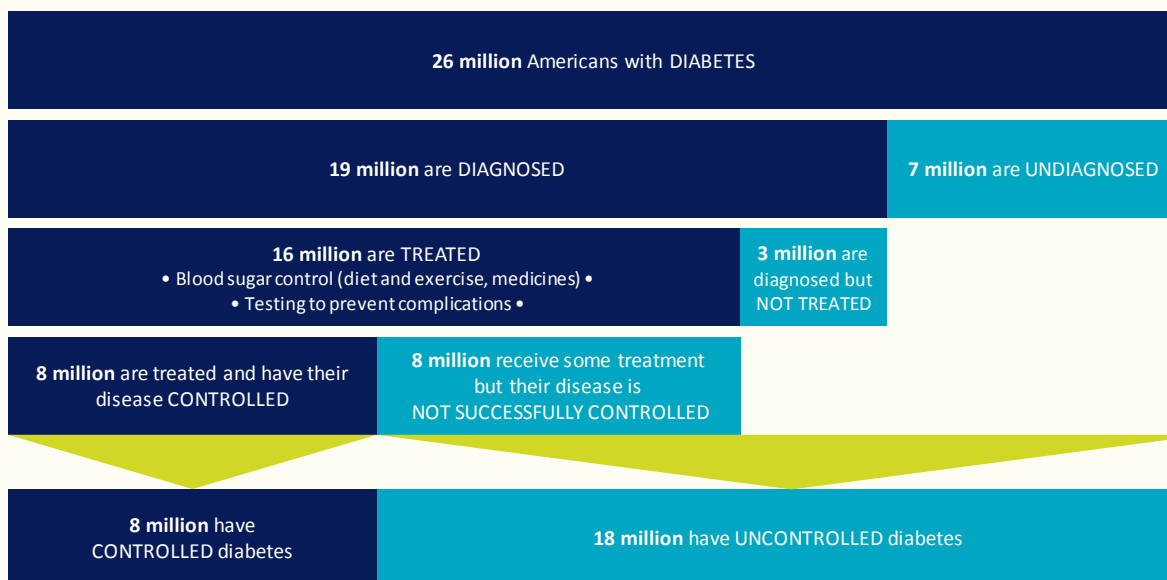 26 million Americans with DIABETES
19 million are DIAGNOSED
7 million are UNDIAGNOSED
16 million are TREATED
• Blood sugar control (diet and exercise, medicines) •
• Testing to prevent complications •
3 million are
diagnosed but
NOT TREATED
8 million are treated and have their
disease CONTROLLED
8 million receive some treatment
but their disease is
NOT SUCCESSFULLY CONTROLLED
8 million have
CONTROLLED diabetes
18 million have UNCONTROLLED diabetes